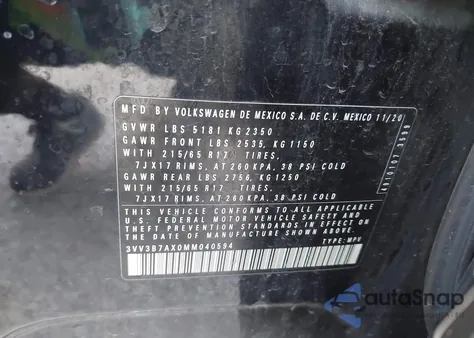 MFD BY VOLKSWAGEN DE MEXICO S.A. DE C.V. MEXICO 11/20
GVWR LBS 5181 KG 2350
GAWR FRONT LBS 2535, KG 1150
WITH 215/65 R17 TIRES,
7JX17 RIMS, AT 260 KPA, 38 PSI COLD
GAWR REAR LBS 2756, KG 1250
WITH 215/65 R17 TIRES,
7JX17 RIMS, AT 260 KPA, 38 PSI COLD
THIS VEHICLE CONFORMS TO ALL APPLICABLE
U.S. FEDERAL MOTOR VEHICLE SAFETY AND
THEFT PREVENTION STANDARDS IN EFFECT ON
THE DATE OF MANUFACTURE SHOWN ABOVE.
3VV3B7AX0MM040594
TYPE: MPV
autoSnap